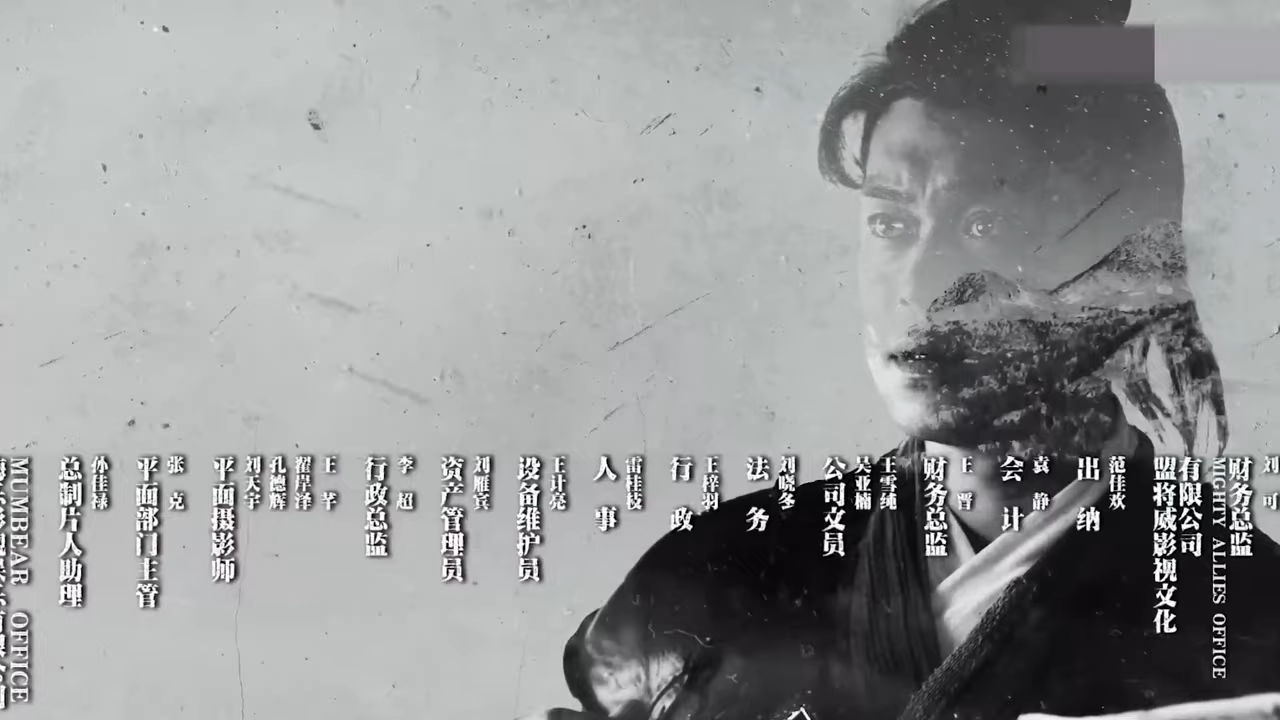 MUMBEAR OFFICE
总制片人助理
孙佳禄
平面部门主管
张克
平面摄影师
刘天宇
孔德辉
翟岸泽
王芊
行政总监
李超
资产管理员
刘雁宾
设备维护员
王计亮
人事
雷桂枝
行政
王梓羽
法务
刘晓冬
公司文员
吴亚楠
王雪纯
财务总监
王晋
会计
袁静
出纳
范佳欢
盟将威影视文化
有限公司
MIGHTY ALLIES OFFICE
财务总监
刘可